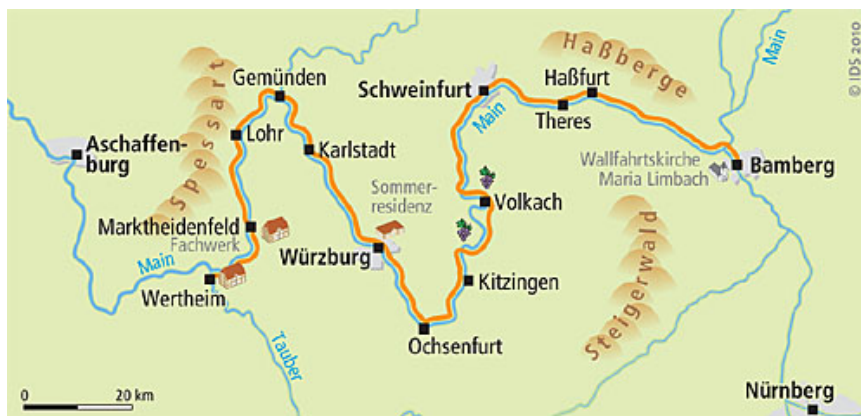 Haßberge
Main
© IDS 2010
Spessart
Gemünden
Schweinfurt
Haßfurt
Main
Theres
Lohr
Aschaffen-
burg
Karlstadt
Wallfahrtskirche
Maria Limbach
Bamberg
Sommer-
residenz
Volkach
Marktheidenfeld
Fachwerk
Main
Würzburg
Steigerwald
Wertheim
Kitzingen
Tauber
Ochsenfurt
Nürnberg
0 20 km